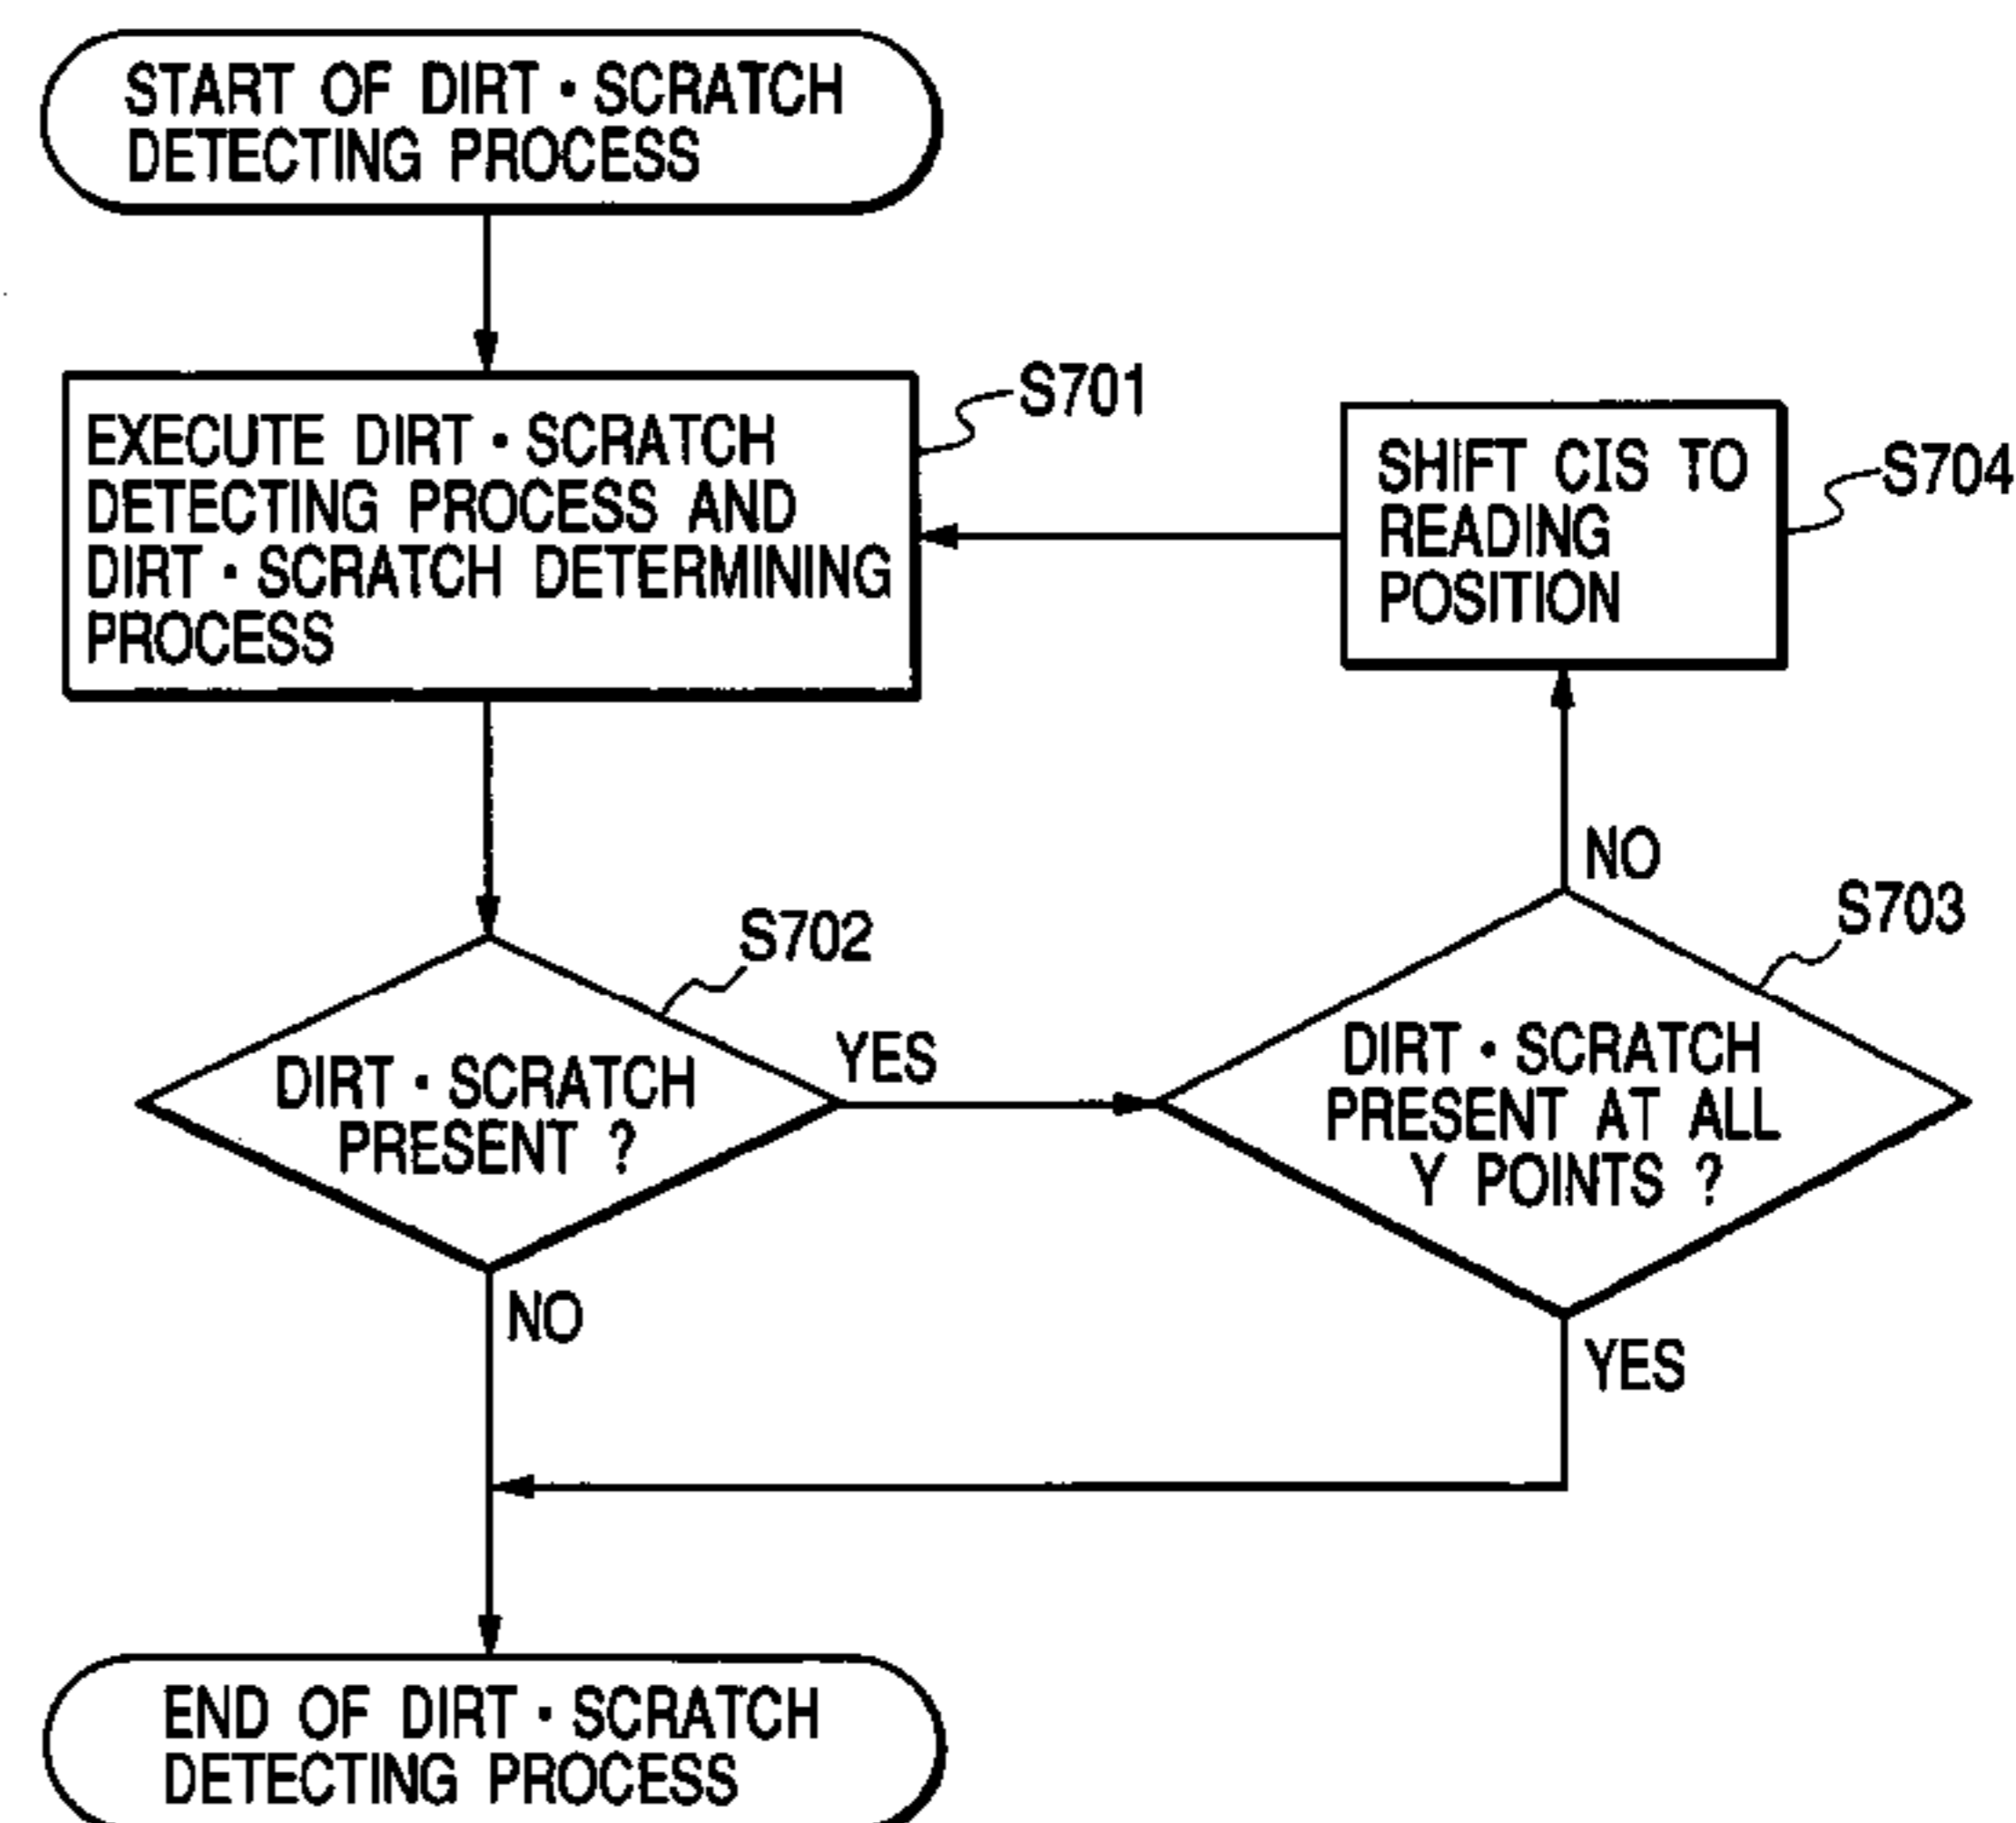 START OF DIRT・SCRATCH
DETECTING PROCESS
S701
EXECUTE DIRT・SCRATCH
DETECTING PROCESS AND
DIRT・SCRATCH DETERMINING
PROCESS
SHIFT CIS TO
READING
POSITION
S704
NO
S703
S702
YES
DIRT・SCRATCH
PRESENT ?
DIRT・SCRATCH
PRESENT AT ALL
Y POINTS ?
NO
YES
END OF DIRT・SCRATCH
DETECTING PROCESS